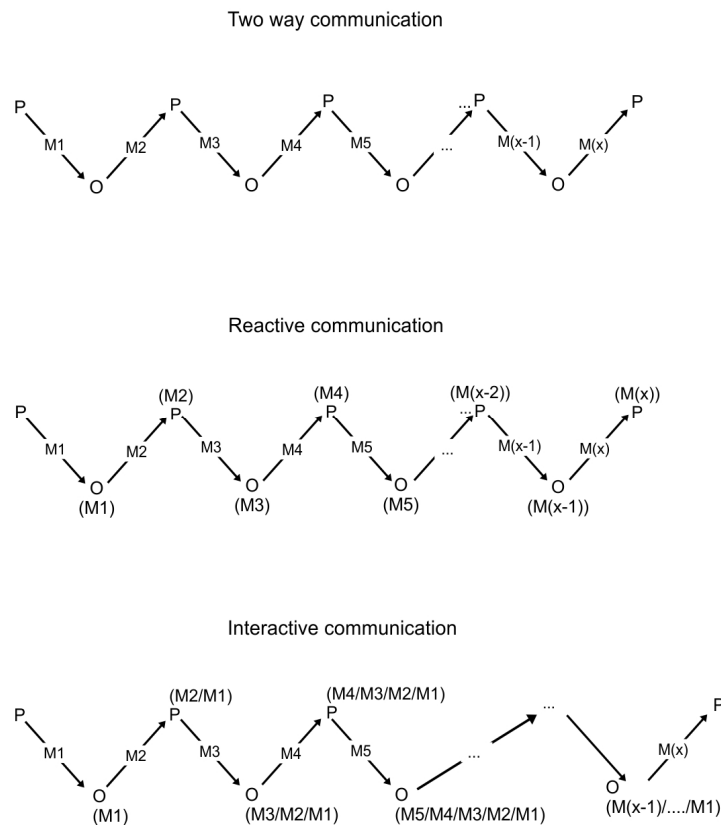 Two way communication
P P P ...P P
M1 M2 M3 M4 M5 ... M(x-1) M(x)
O O O O
Reactive communication
(M2) (M4) (M(x-2)) (M(x))
P P P ...P P
M1 M2 M3 M4 M5 ... M(x-1) M(x)
O O O O
(M1) (M3) (M5) (M(x-1))
Interactive communication
(M2/M1) (M4/M3/M2/M1) ...
P P P P
M1 M2 M3 M4 M5 ... M(x)
O O O O
(M1) (M3/M2/M1) (M5/M4/M3/M2/M1) (M(x-1)/..../M1)